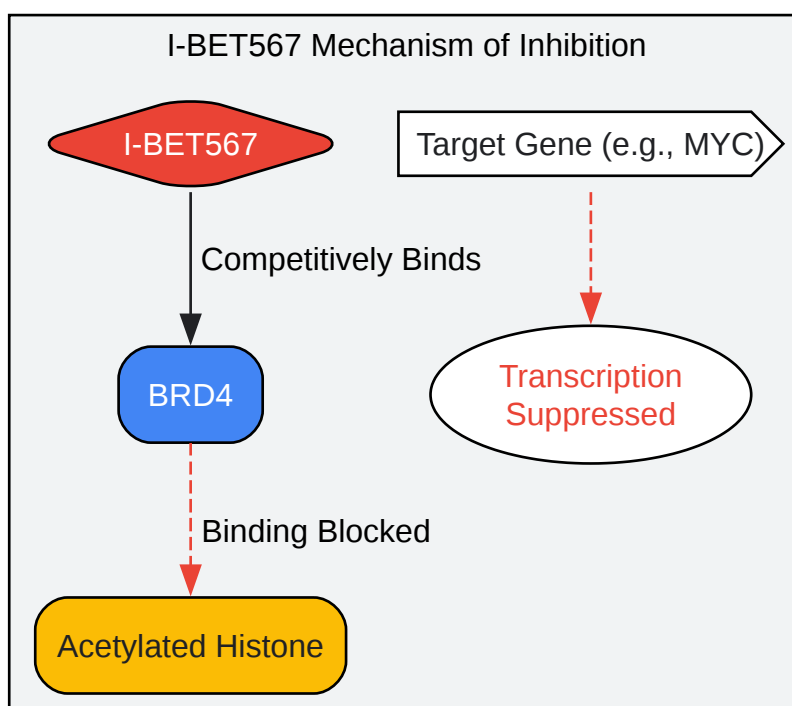 I-BET567 Mechanism of Inhibition
I-BET567
Target Gene (e.g., MYC)
Competitively Binds
BRD4
Transcription
Suppressed
Binding Blocked
Acetylated Histone